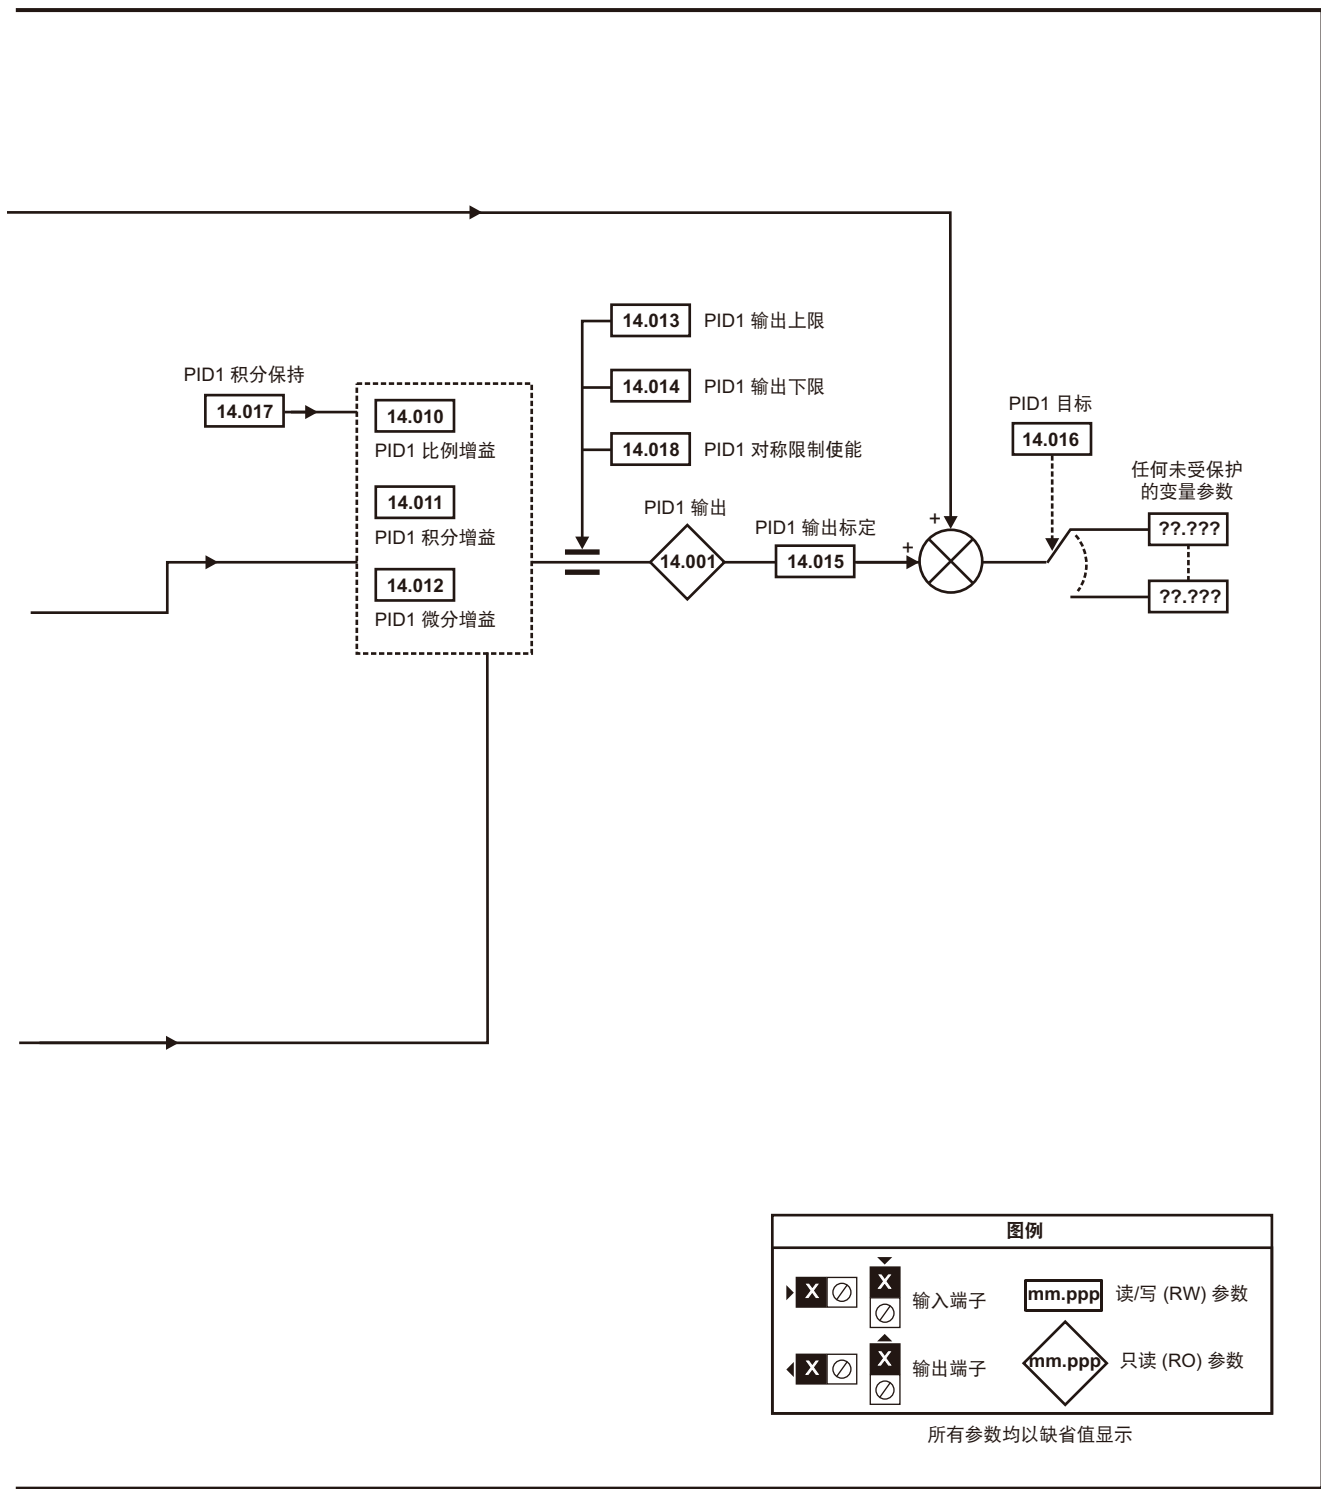 14.013 PID1 输出上限
PID1 积分保持
14.017
14.014 PID1 输出下限
14.010
PID1 比例增益
14.018 PID1 对称限制使能
PID1 目标
14.016
任何未受保护
的变量参数
14.011
PID1 积分增益
PID1 输出
14.001
PID1 输出标定
14.015
+
+
??.???
??.???
14.012
PID1 微分增益
图例
X
X
输入端子
mm.ppp 读/写 (RW) 参数
X
X
输出端子
mm.ppp 只读 (RO) 参数
所有参数均以缺省值显示